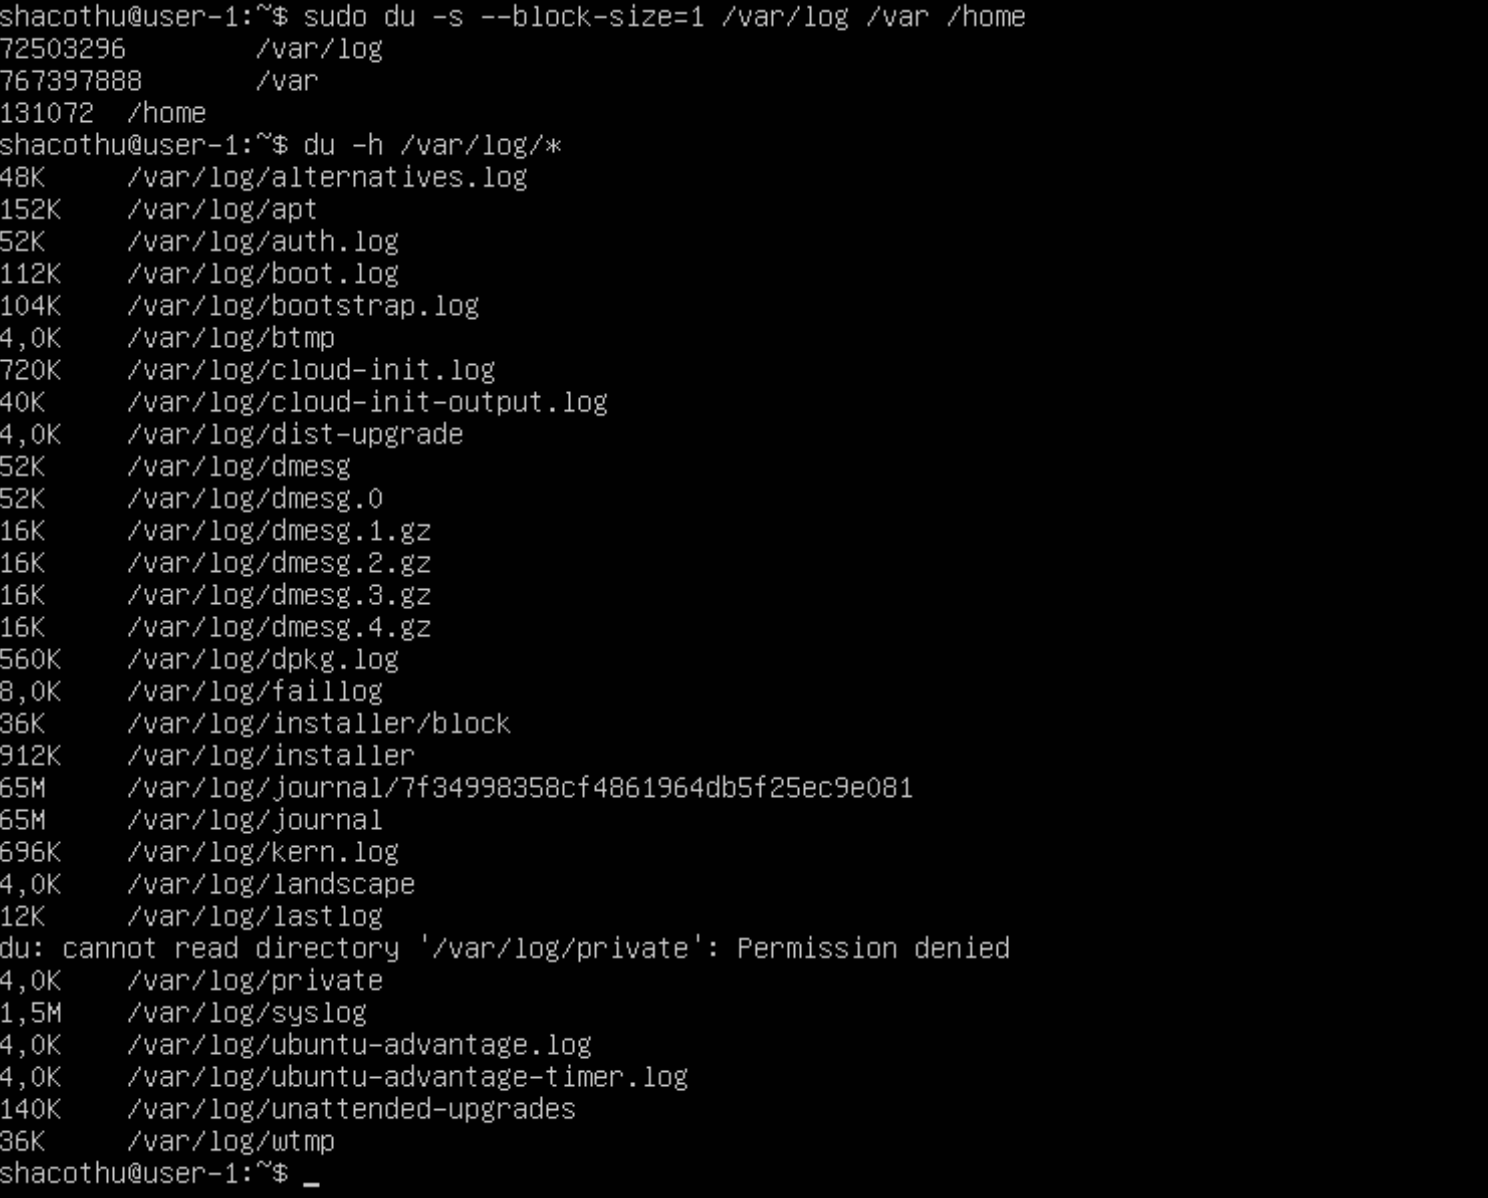 shacothu@user-1:~$ sudo du -s --block-size=1 /var/log /var /home
72503296        /var/log
767397888       /var
131072  /home
shacothu@user-1:~$ du -h /var/log/*
48K     /var/log/alternatives.log
152K    /var/log/apt
52K     /var/log/auth.log
112K    /var/log/boot.log
104K    /var/log/bootstrap.log
4,0K    /var/log/btmp
720K    /var/log/cloud-init.log
40K     /var/log/cloud-init-output.log
4,0K    /var/log/dist-upgrade
52K     /var/log/dmesg
52K     /var/log/dmesg.0
16K     /var/log/dmesg.1.gz
16K     /var/log/dmesg.2.gz
16K     /var/log/dmesg.3.gz
16K     /var/log/dmesg.4.gz
560K    /var/log/dpkg.log
8,0K    /var/log/faillog
36K     /var/log/installer/block
912K    /var/log/installer
65M     /var/log/journal/7f34998358cf4861964db5f25ec9e081
65M     /var/log/journal
696K    /var/log/kern.log
4,0K    /var/log/landscape
12K     /var/log/lastlog
du: cannot read directory '/var/log/private': Permission denied
4,0K    /var/log/private
1,5M    /var/log/syslog
4,0K    /var/log/ubuntu-advantage.log
4,0K    /var/log/ubuntu-advantage-timer.log
140K    /var/log/unattended-upgrades
36K     /var/log/wtmp
shacothu@user-1:~$ _